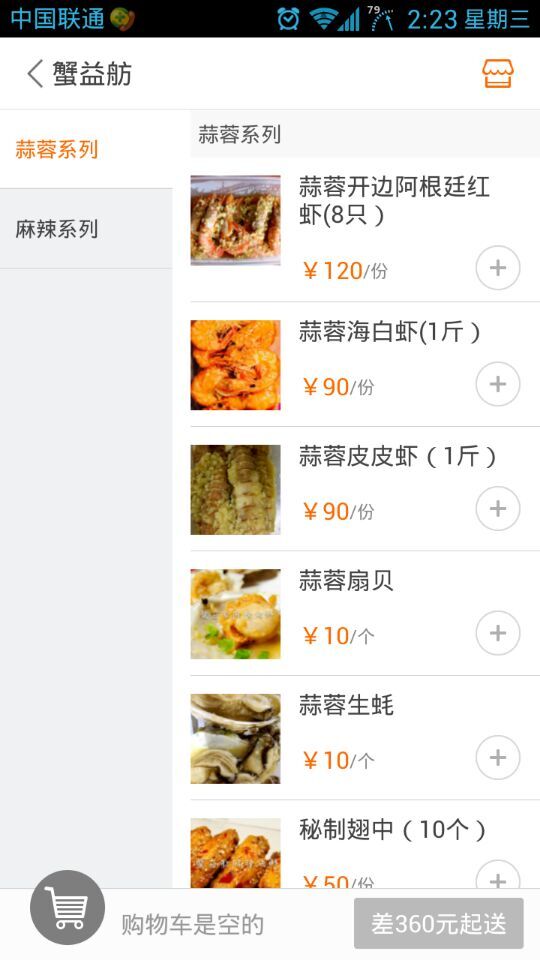 中国联通
79
2:23 星期三
蟹益舫
蒜蓉系列
麻辣系列
蒜蓉系列
蒜蓉开边阿根廷红
虾(8只）
￥120/份
蒜蓉海白虾(1斤）
￥90/份
蒜蓉皮皮虾（1斤）
￥90/份
蒜蓉扇贝
￥10/个
蒜蓉生蚝
￥10/个
秘制翅中（10个）
￥50/份
购物车是空的
差360元起送